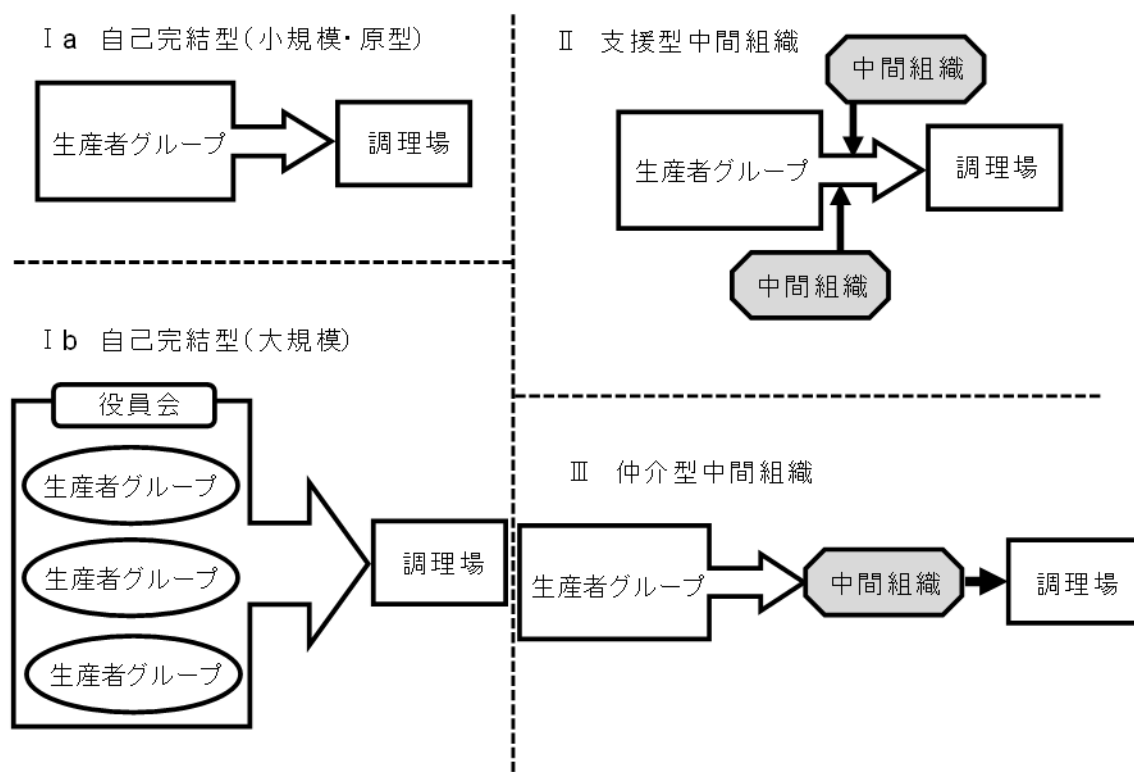 Ⅰa 自己完結型(小規模・原型)
生産者グループ
調理場
Ⅰb 自己完結型(大規模)
役員会
生産者グループ
生産者グループ
生産者グループ
調理場
Ⅱ 支援型中間組織
中間組織
生産者グループ
調理場
中間組織
Ⅲ 仲介型中間組織
生産者グループ
中間組織
調理場